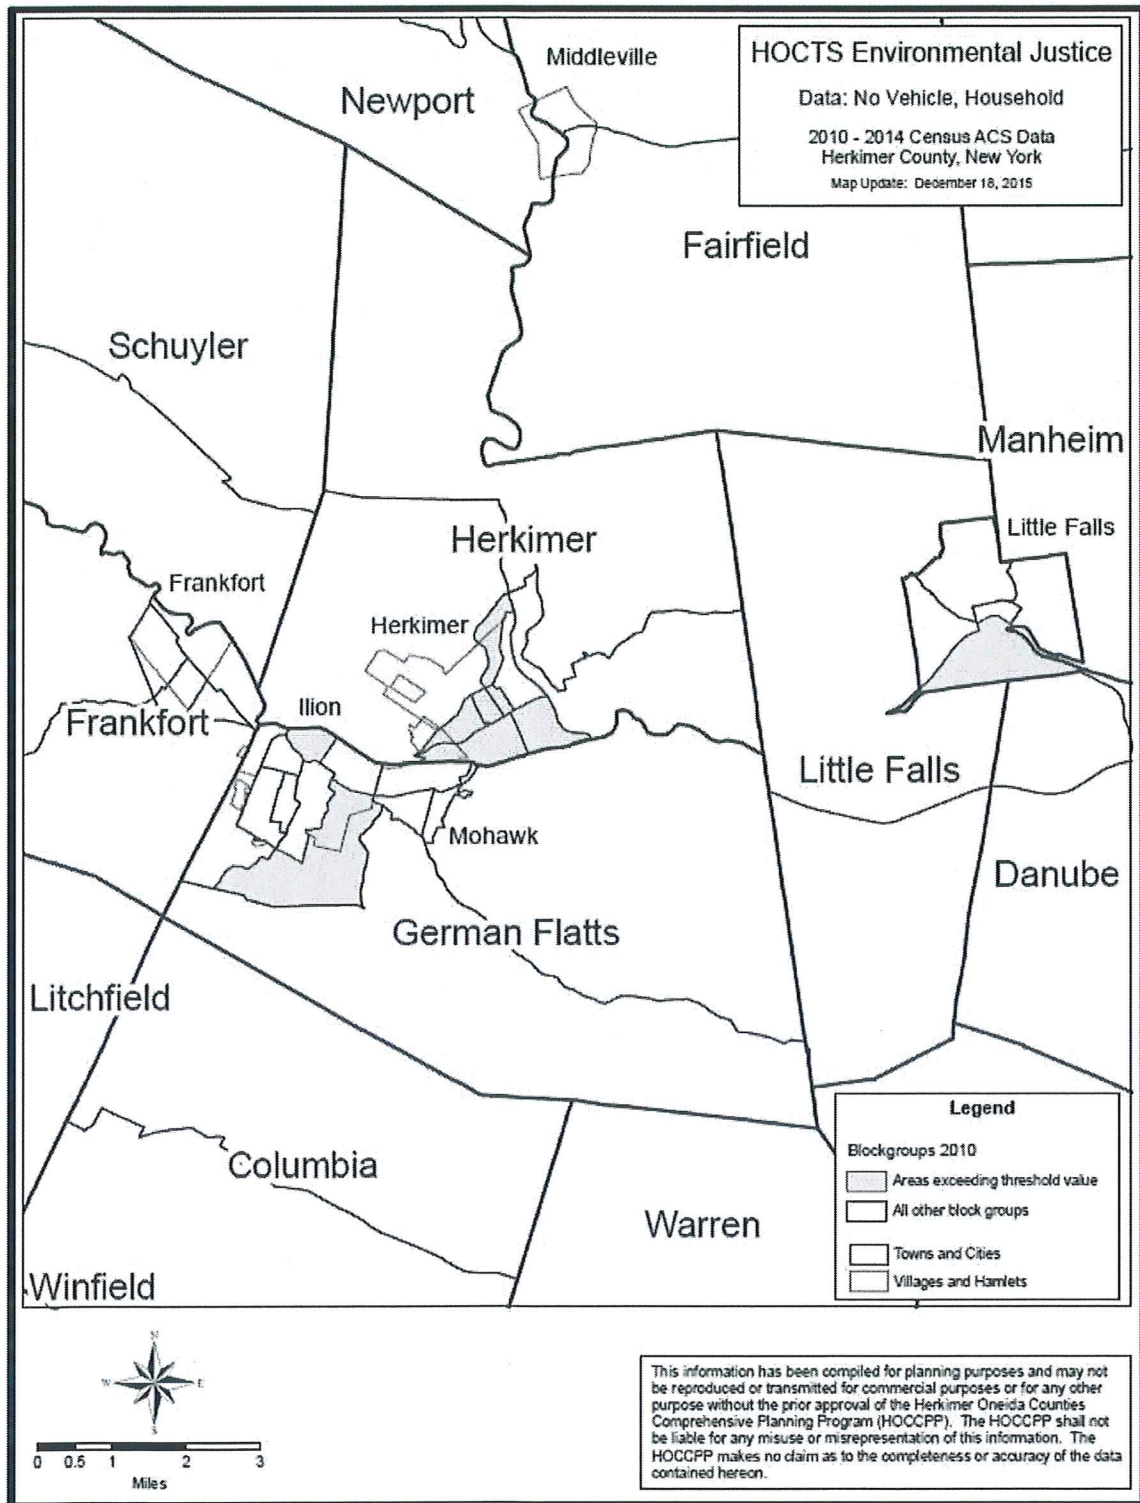 HOCTS Environmental Justice
Data: No Vehicle, Household
2010 - 2014 Census ACS Data
Herkimer County, New York
Map Update: December 18, 2015
Middleville
Newport
Fairfield
Schuyler
Manheim
Little Falls
Herkimer
Frankfort
Herkimer
Ilion
Frankfort
Little Falls
Mohawk
Danube
German Flatts
Litchfield
Columbia
Warren
Winfield
Legend
Blockgroups 2010
Areas exceeding threshold value
All other block groups
Towns and Cities
Villages and Hamlets
N
W E
S
0 0.5 1 2 3
Miles
This information has been compiled for planning purposes and may not
be reproduced or transmitted for commercial purposes or for any other
purpose without the prior approval of the Herkimer Oneida Counties
Comprehensive Planning Program (HOCCPP). The HOCCPP shall not
be liable for any misuse or misrepresentation of this information. The
HOCCPP makes no claim as to the completeness or accuracy of the data
contained hereon.